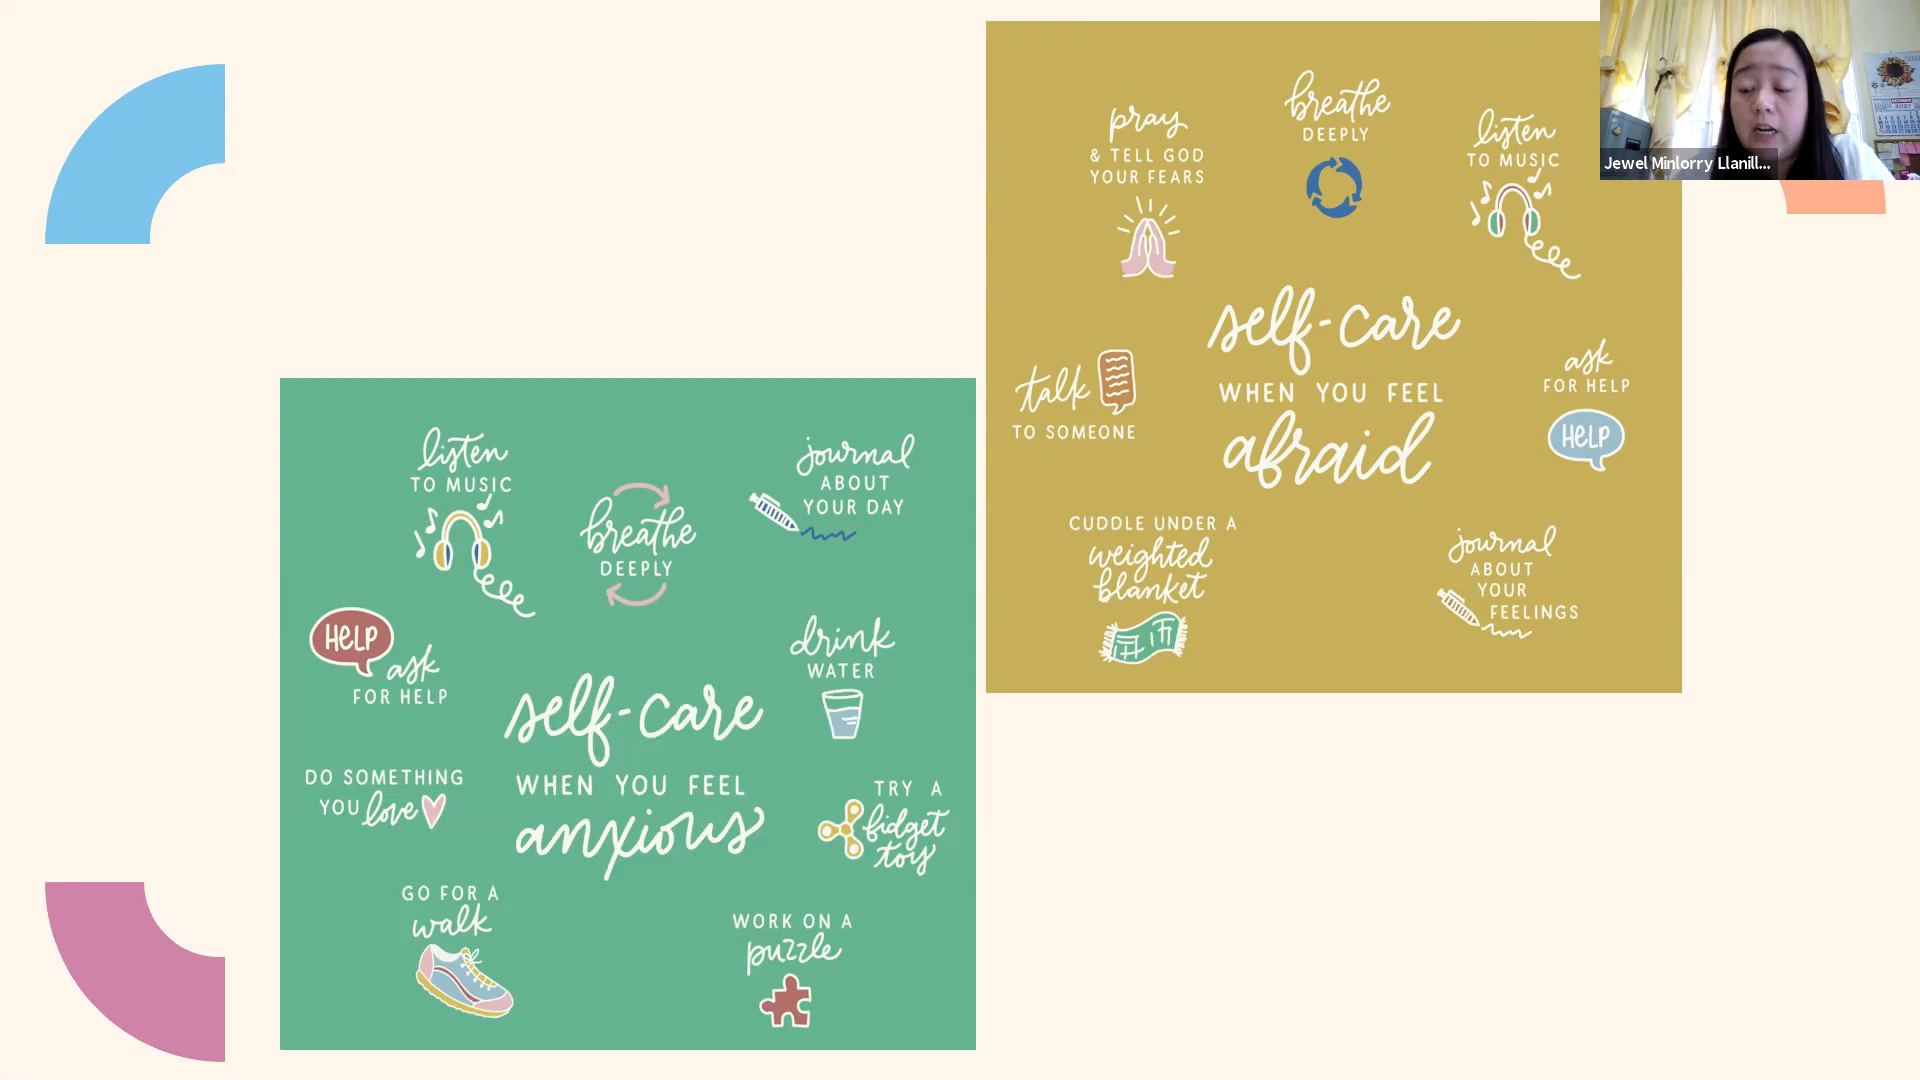 listen
TO MUSIC
breathe
DEEPLY
journal
ABOUT
YOUR DAY
HELP
ask
FOR HELP
drink
WATER
self-care
WHEN YOU FEEL
anxious
DO SOMETHING
YOU love
TRY A
fidget
toy
GO FOR A
walk
WORK ON A
puzzle
pray
& TELL GOD
YOUR FEARS
breathe
DEEPLY
listen
TO MUSIC
self-care
WHEN YOU FEEL
afraid
talk
TO SOMEONE
ask
FOR HELP
HELP
CUDDLE UNDER A
weighted
blanket
journal
ABOUT
YOUR
FEELINGS
Jewel Minlorry Llanill...